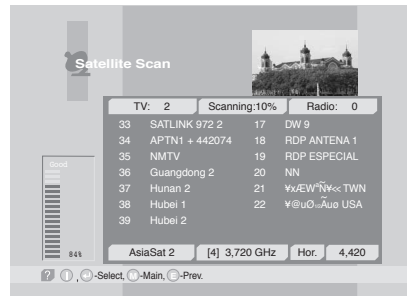 Satellite Scan
TV: 2 Scanning:10% Radio: 0
33 SATLINK 972 2 17 DW 9
34 APTN1 + 442074 18 RDP ANTENA 1
35 NMTV 19 RDP ESPECIAL
36 Guangdong 2 20 NN
37 Hunan 2 21 TWN
38 Hubei 1 22 USA
39 Hubei 2
Good
84%
AsiaSat 2 [4] 3,720 GHz Hor. 4,420
? , -Select, M-Main, E-Prev.